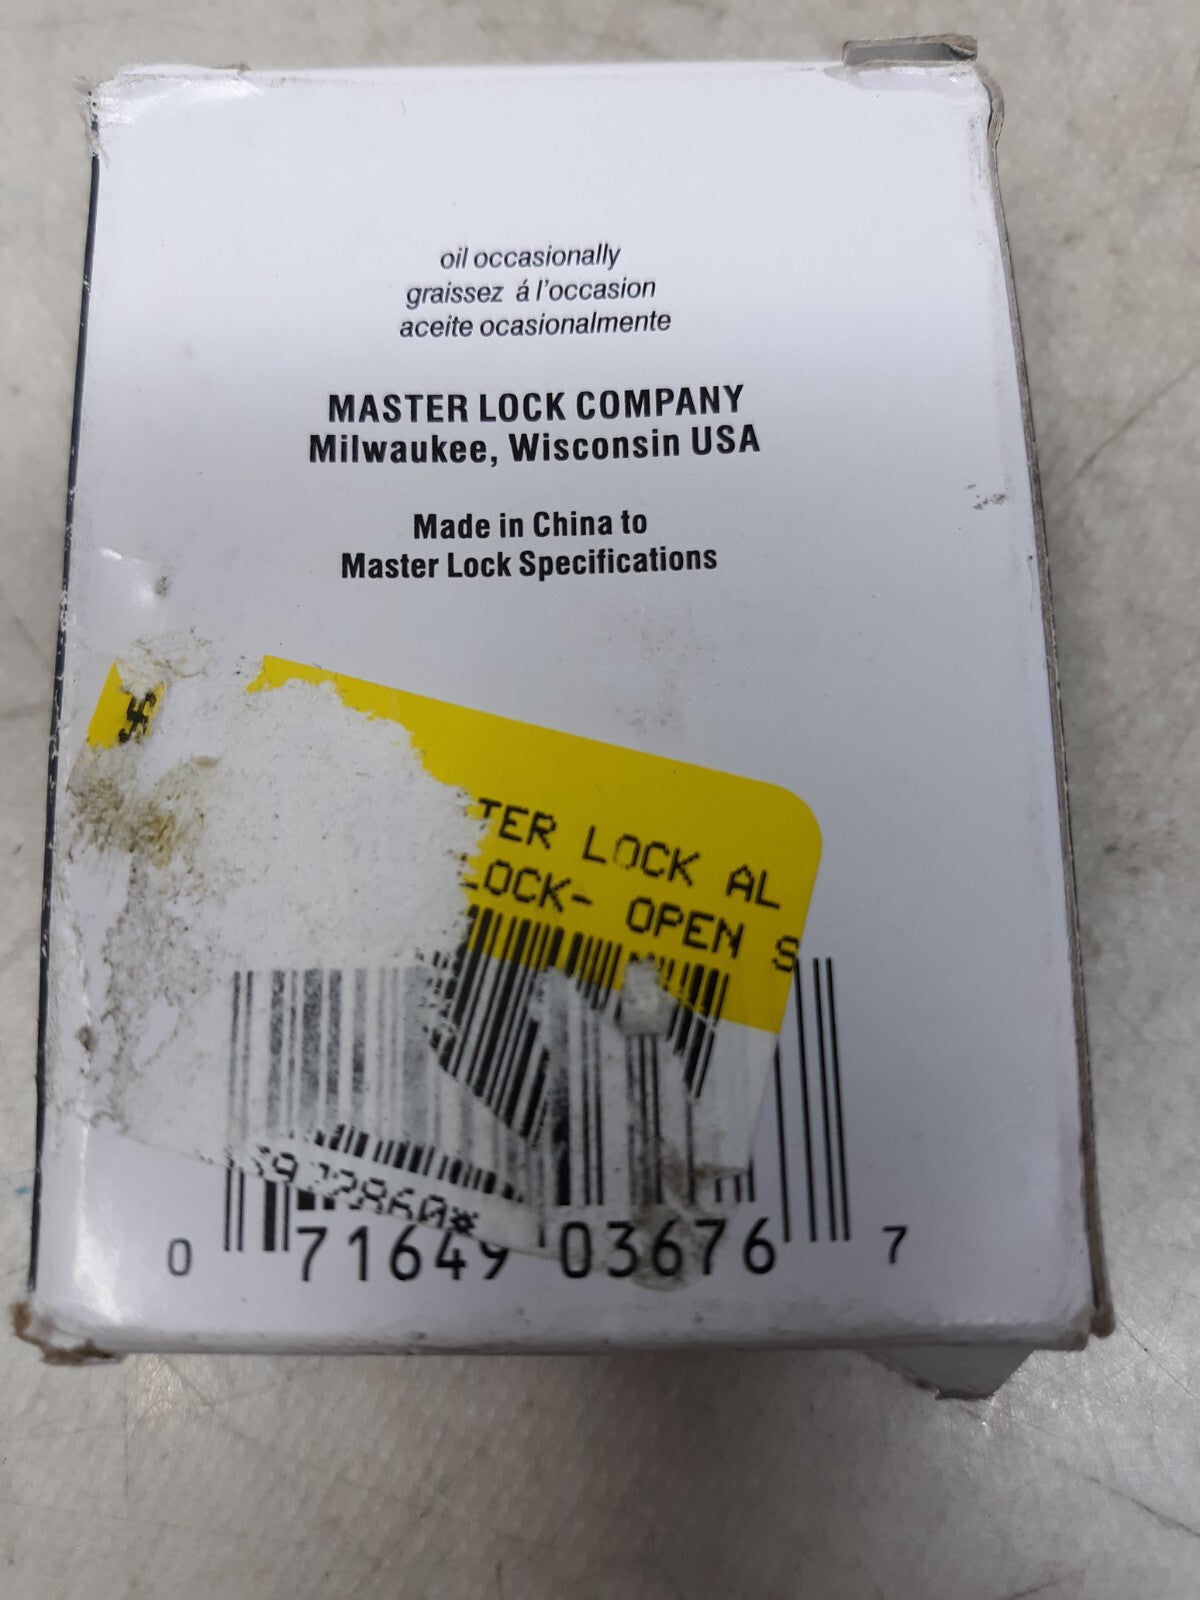 oil occasionally
graissez á l'occasion
aceite ocasionalmente
MASTER LOCK COMPANY
Milwaukee, Wisconsin USA
Made in China to
Master Lock Specifications
TER LOCK AL
LOCK- OPEN S
0 71649 03676 7